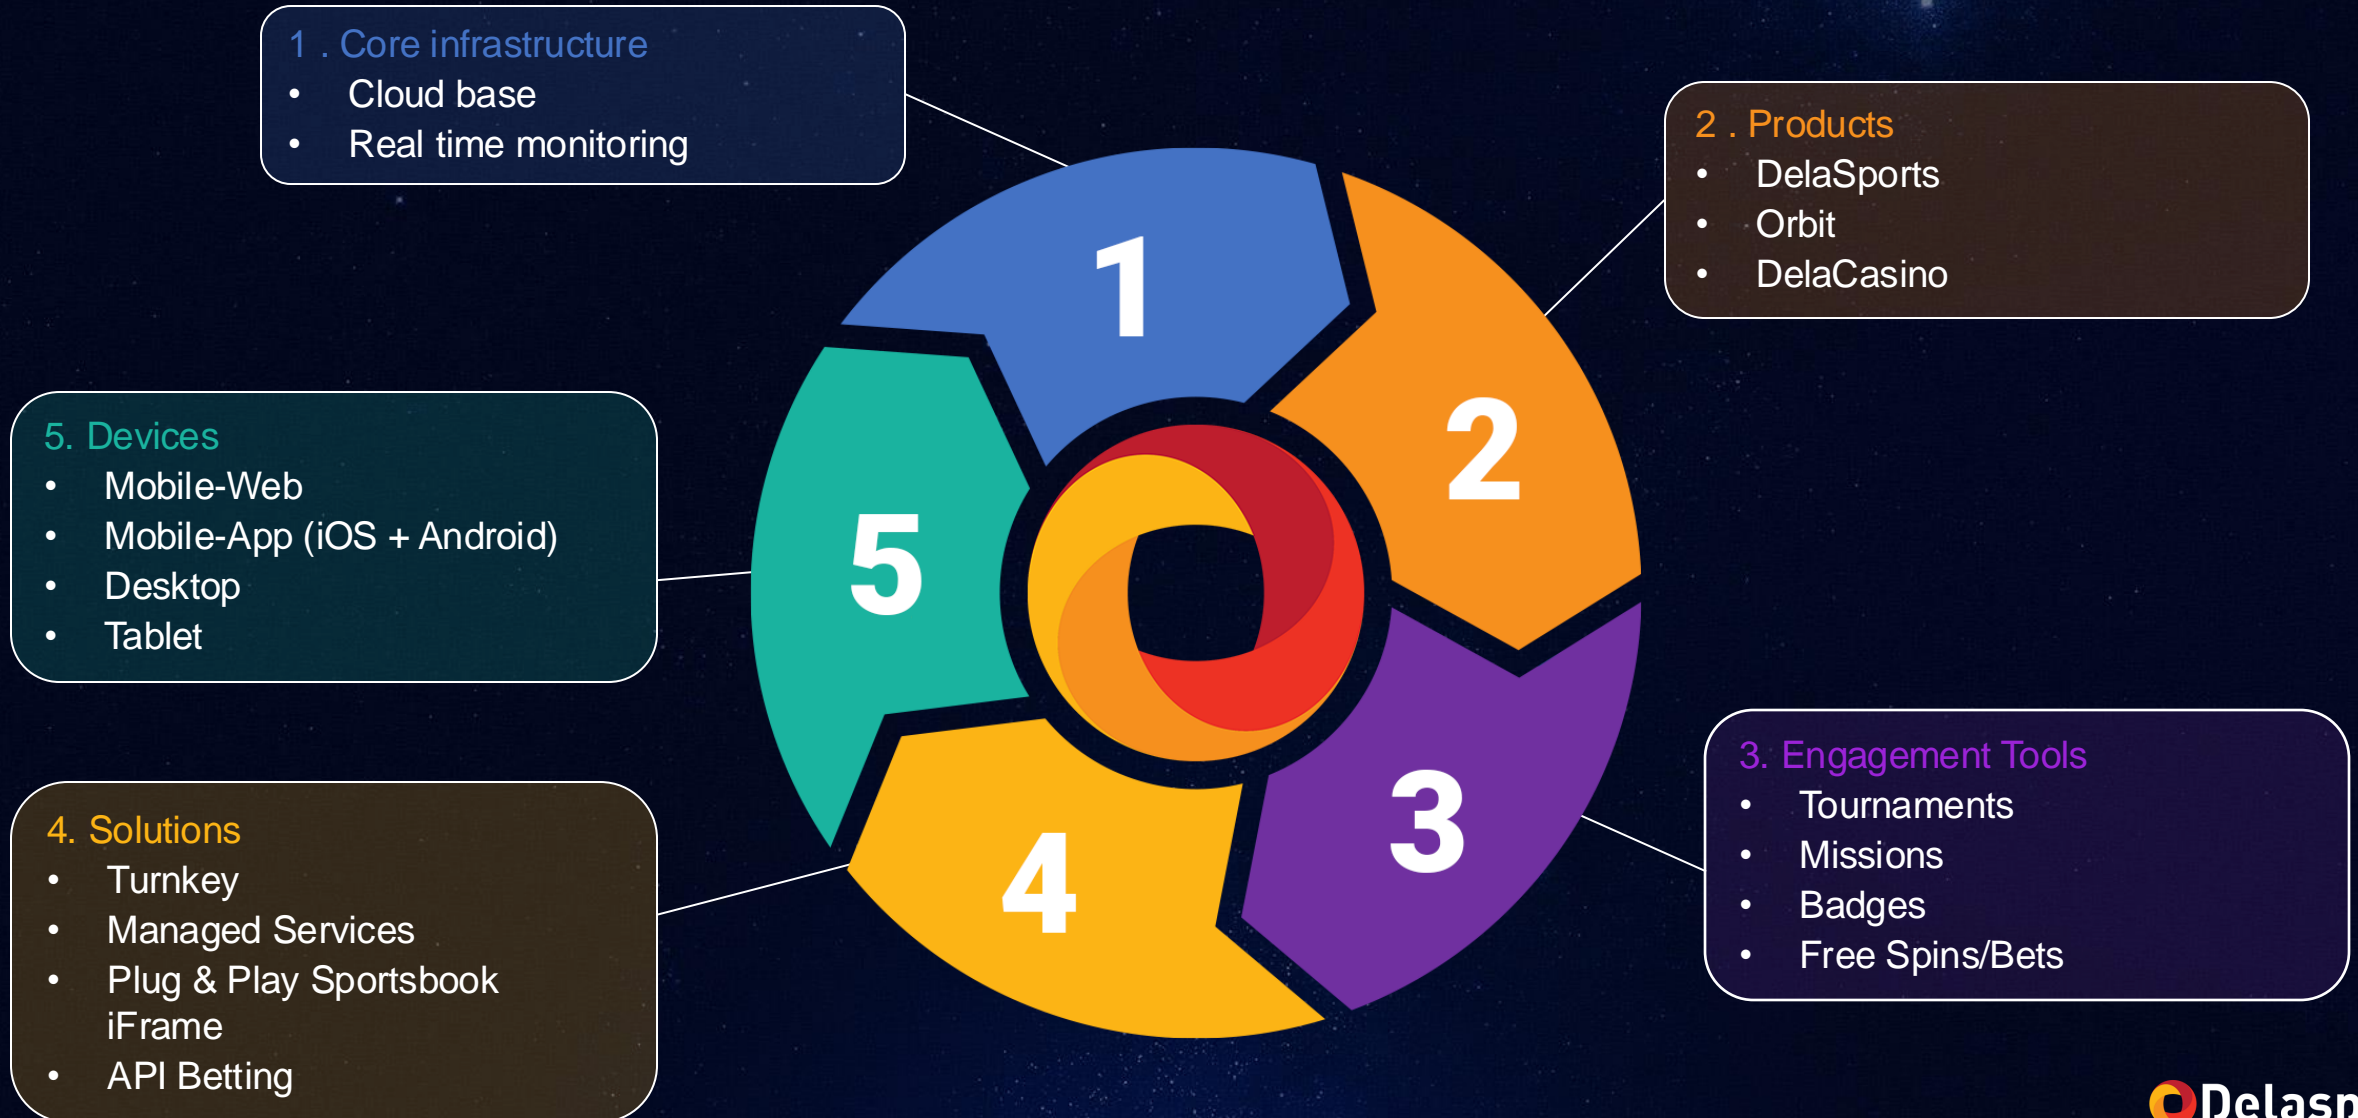 1 . Core infrastructure
• Cloud base
• Real time monitoring
2 . Products
• DelaSports
• Orbit
• DelaCasino
1
2
3
4
5
5. Devices
• Mobile-Web
• Mobile-App (iOS + Android)
• Desktop
• Tablet
3. Engagement Tools
• Tournaments
• Missions
• Badges
• Free Spins/Bets
4. Solutions
• Turnkey
• Managed Services
• Plug & Play Sportsbook
iFrame
• API Betting
Delasp